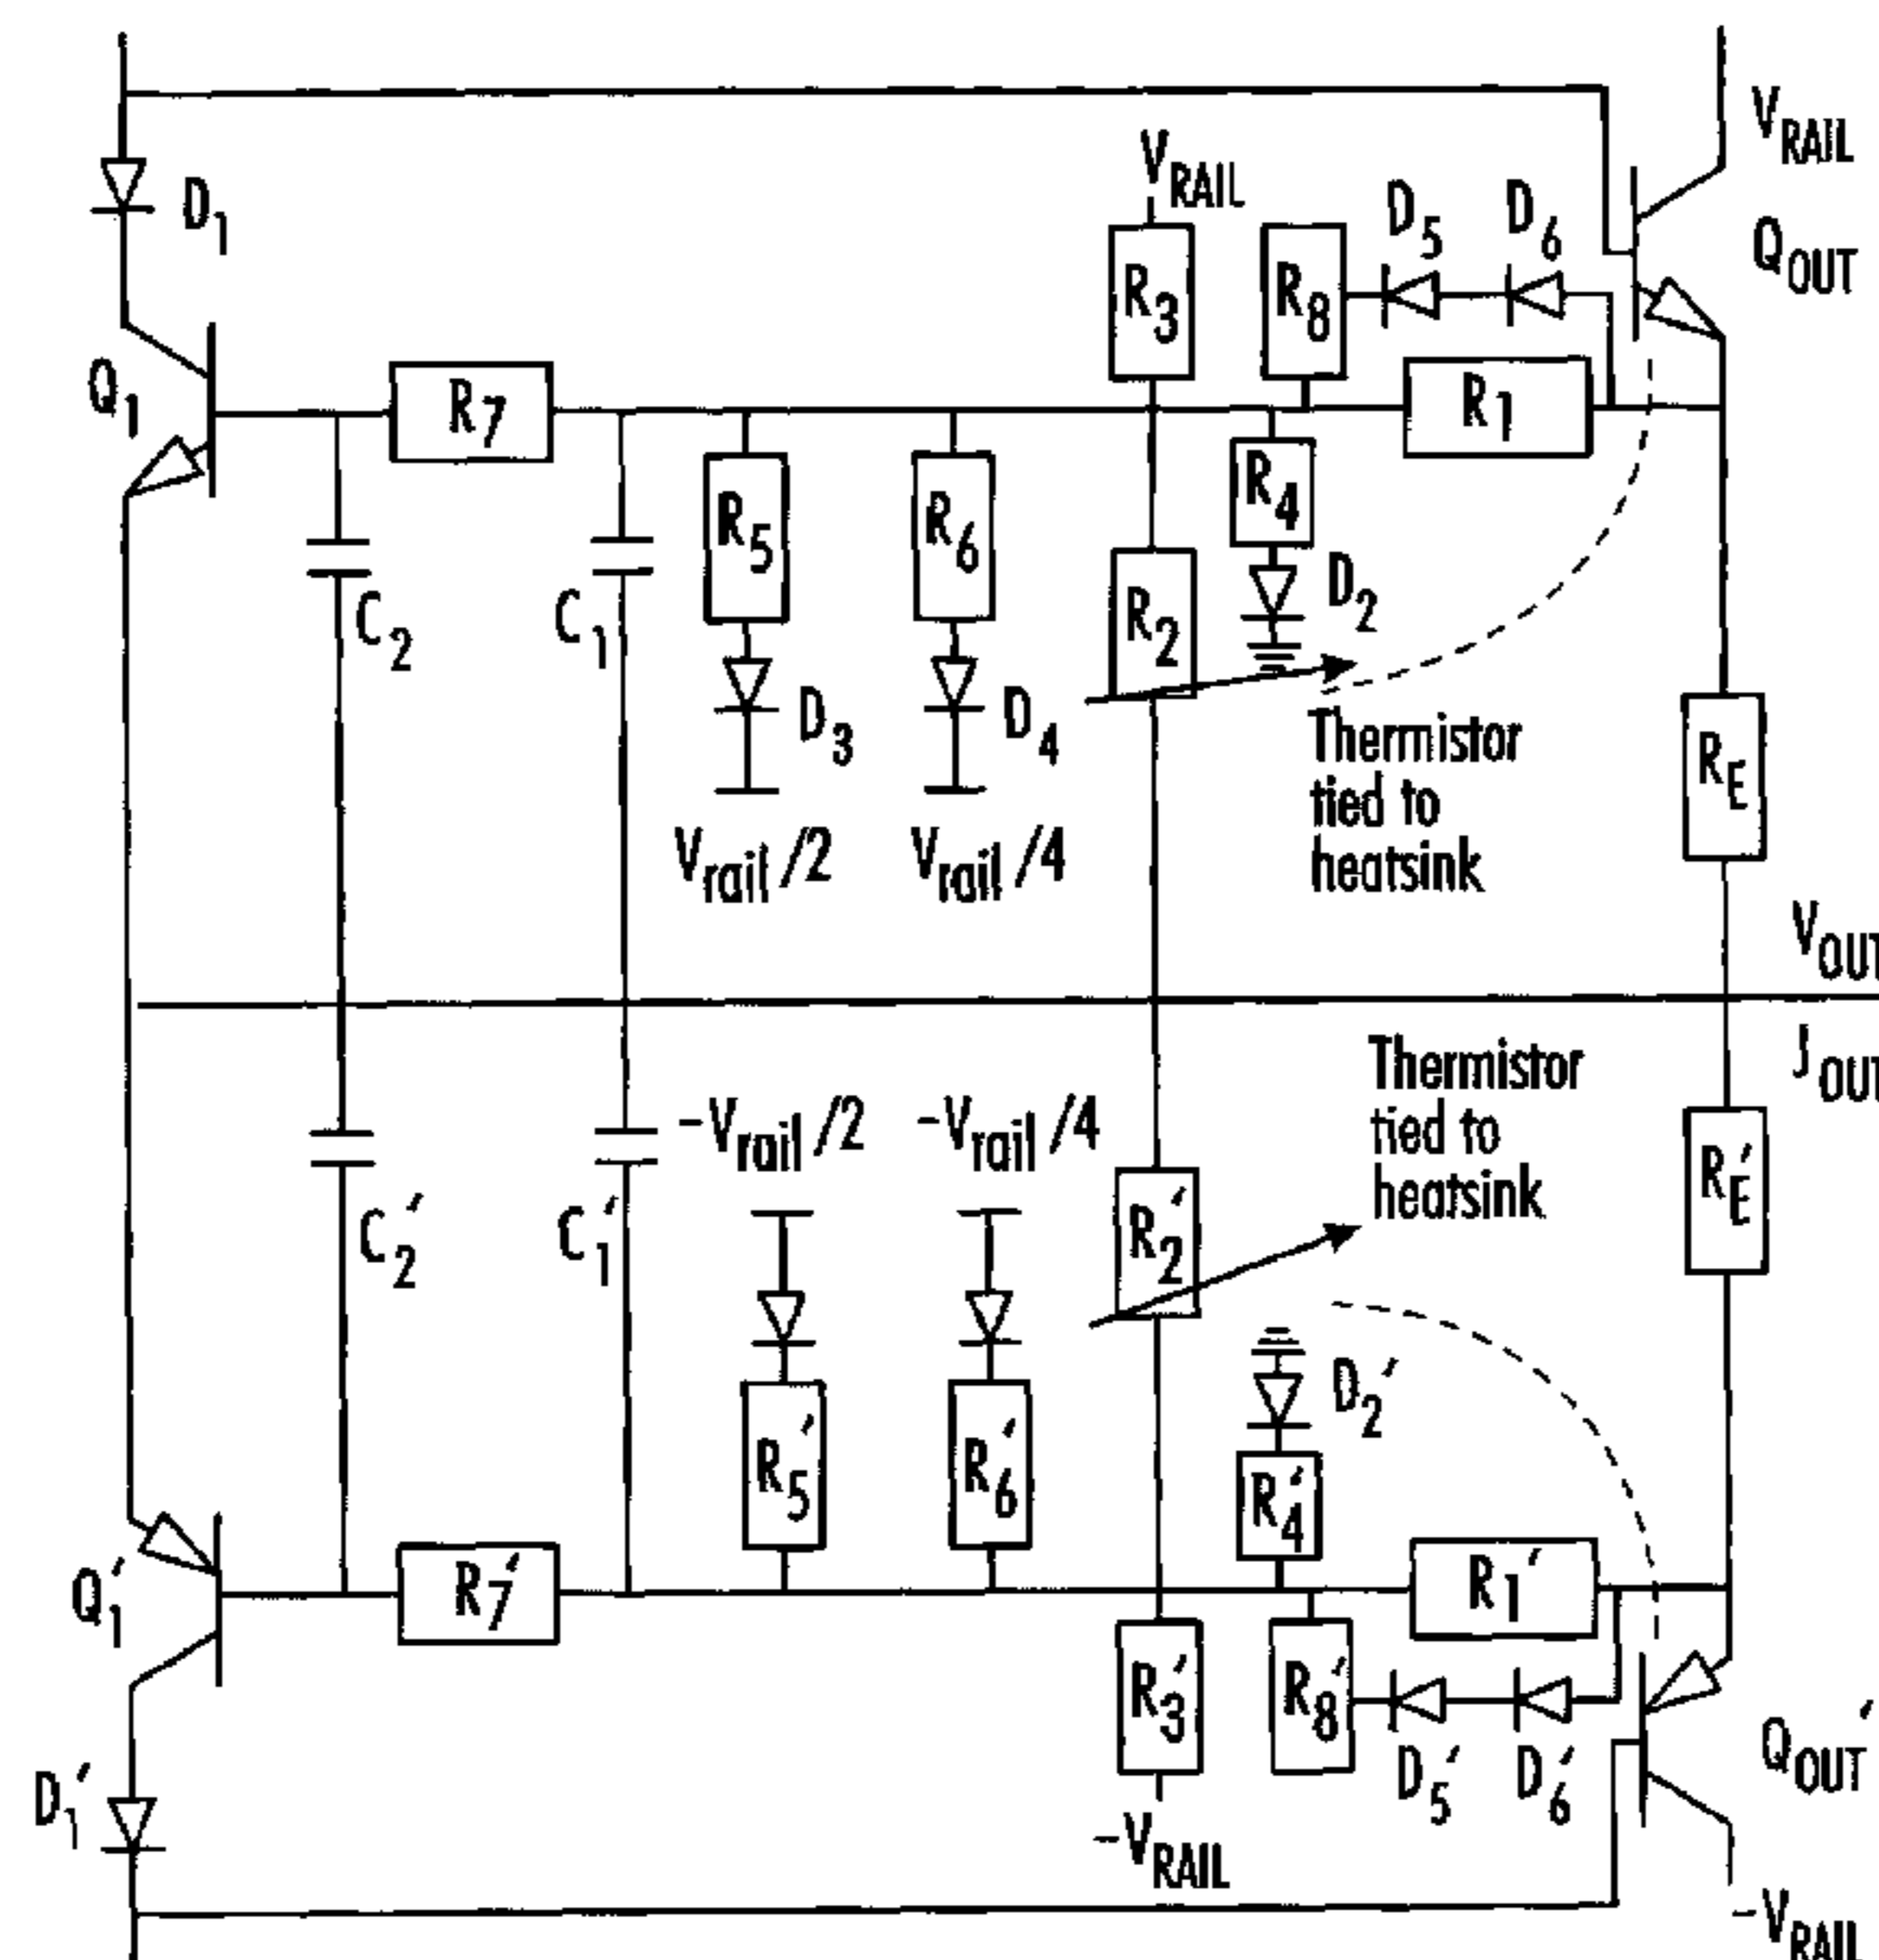 V_RAIL
V_RAIL
D_1
D_5
D_6
Q_OUT
R_3
R_8
Q_1
R_7
R_1
R_4
R_5
R_6
D_2
C_2
C_1
R_2
D_3
D_4
Thermistor
tied to
heatsink
R_E
V_rail/2
V_rail/4
V_OUT
J_OUT
Thermistor
tied to
heatsink
-V_rail/2
-V_rail/4
R_E'
C_2'
C_1'
R_2'
D_2'
R_5'
R_6'
R_4'
Q_1'
R_7'
R_1'
R_3'
R_8'
Q_OUT'
D_1'
D_5'
D_6'
-V_RAIL
-V_RAIL